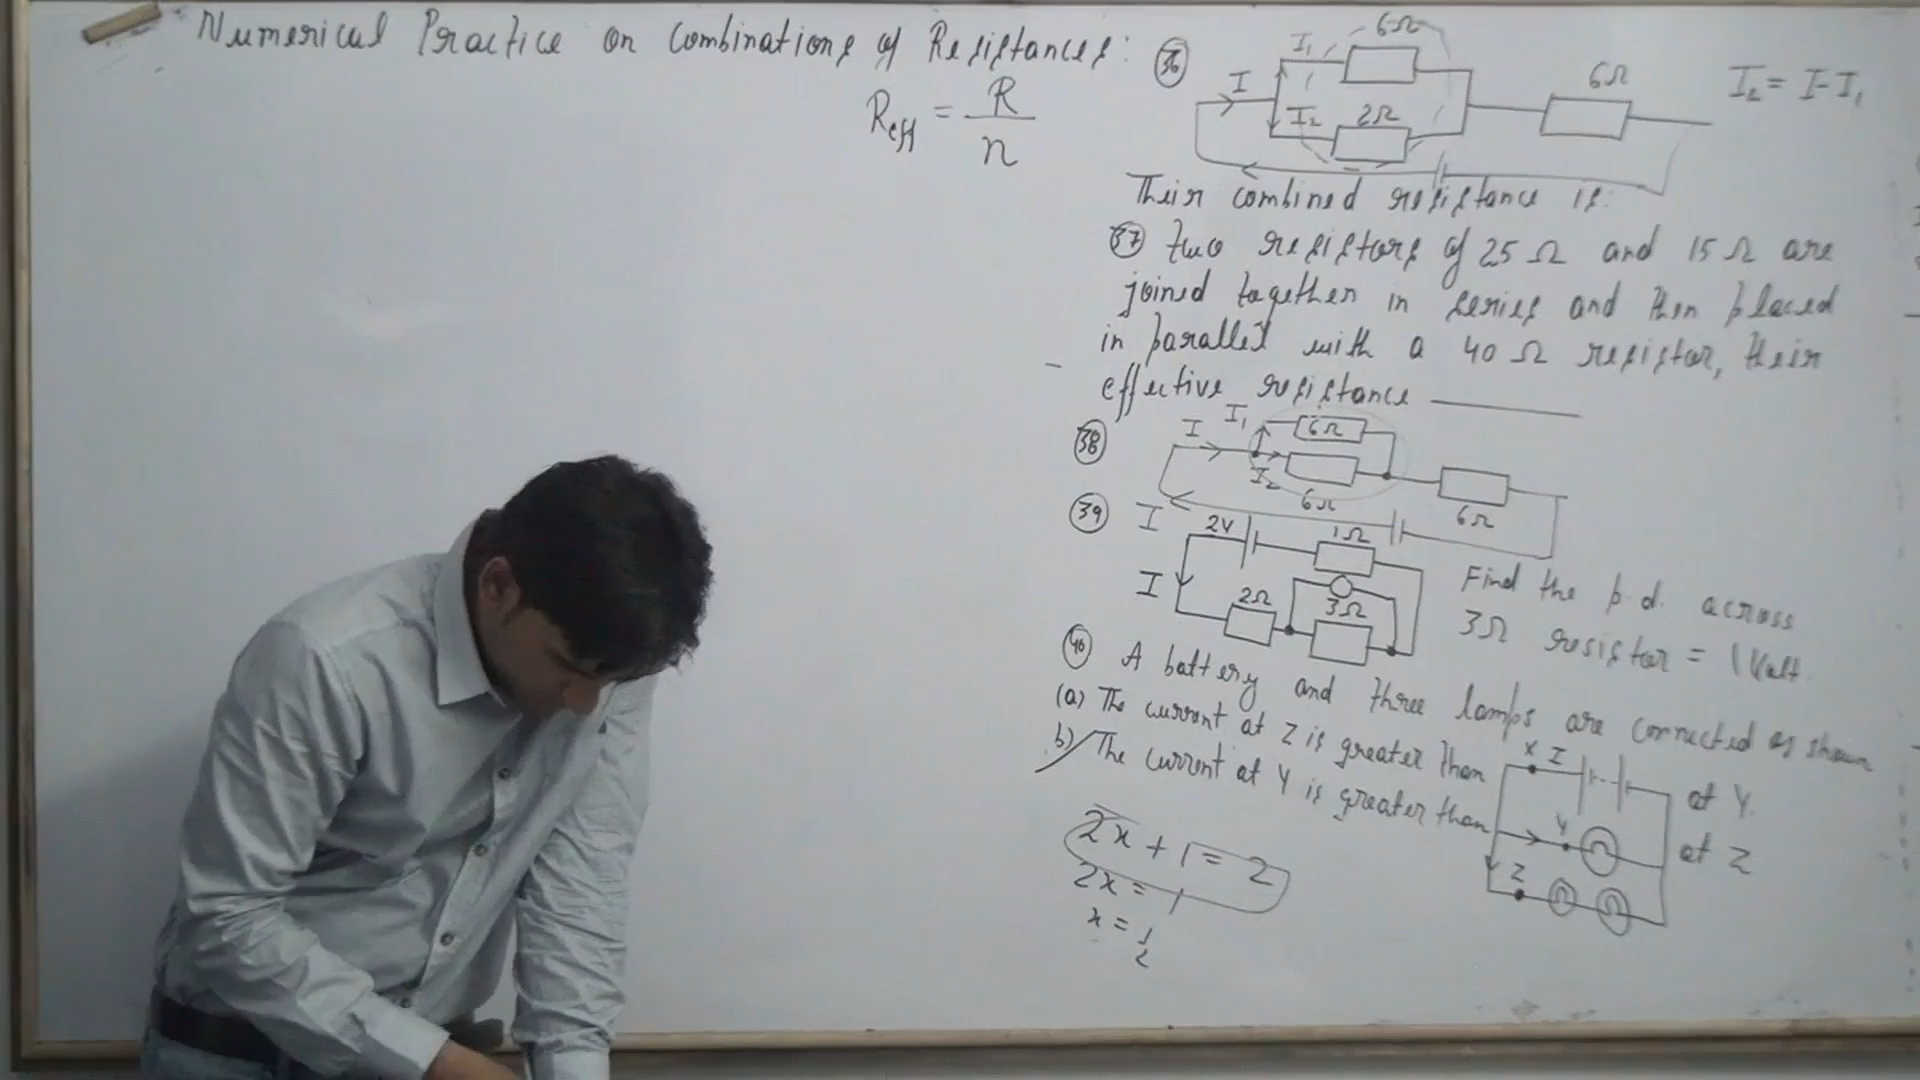 Numerical Practice on Combinations of Resistances:
Reff = R/n
36
6Ω
I₁
I
I₂
2Ω
6Ω
I₂ = I-I₁
Their combined resistance is:
37 Two resistors of 25 Ω and 15 Ω are
joined together in series and then placed
in parallel with a 40 Ω resistor, their
effective resistance ______
38
I
I₁
6Ω
I₂
6Ω
6Ω
39
I
2V
1Ω
I
2Ω
3Ω
Find the p.d. across
3Ω resistor = 1 Volt.
40 A battery and three lamps are connected as shown
(a) The current at Z is greater than at Y.
b) The current at Y is greater than at Z
X I
Y
Z
2x + 1 = 2
2x = 1
x = 1/2